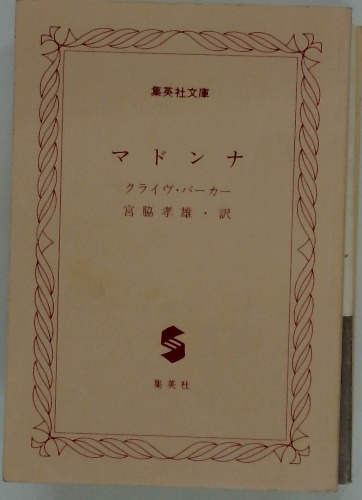 集英社文庫
マドンナ
クライヴ・バーカー
宮脇孝雄・訳
集英社